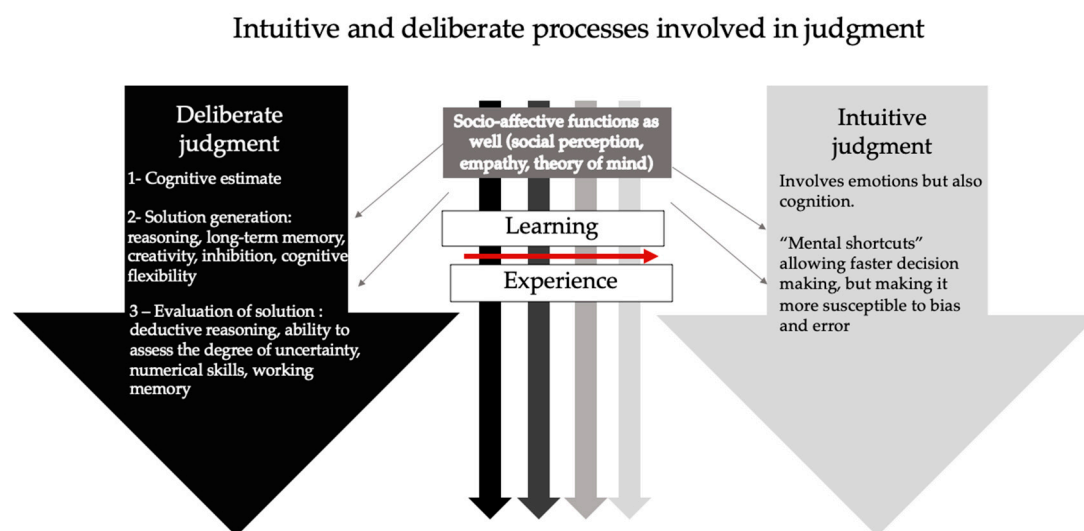 Intuitive and deliberate processes involved in judgment
Deliberate
judgment
1- Cognitive estimate
2- Solution generation:
reasoning, long-term memory,
creativity, inhibition, cognitive
flexibility
3 – Evaluation of solution :
deductive reasoning, ability to
assess the degree of uncertainty,
numerical skills, working
memory
Socio-affective functions as
well (social perception,
empathy, theory of mind)
Learning
Experience
Intuitive
judgment
Involves emotions but also
cognition.
“Mental shortcuts”
allowing faster decision
making, but making it
more susceptible to bias
and error